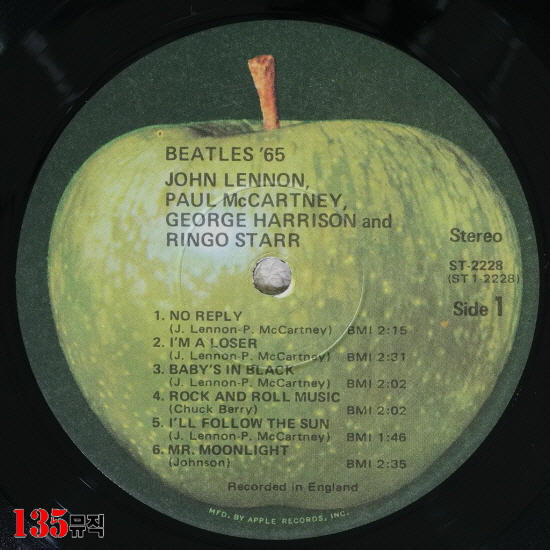 BEATLES '65
JOHN LENNON,
PAUL McCARTNEY,
GEORGE HARRISON and
RINGO STARR
Stereo
ST-2228
(ST 1-2228)
Side 1
1. NO REPLY
(J. Lennon-P. McCartney) BMI 2:15
2. I'M A LOSER
(J. Lennon-P. McCartney) BMI 2:31
3. BABY'S IN BLACK
(J. Lennon-P. McCartney) BMI 2:02
4. ROCK AND ROLL MUSIC
(Chuck Berry) BMI 2:02
5. I'LL FOLLOW THE SUN
(J. Lennon-P. McCartney) BMI 1:46
6. MR. MOONLIGHT
(Johnson) BMI 2:35
Recorded in England
MFD. BY APPLE RECORDS, INC.
135뮤직